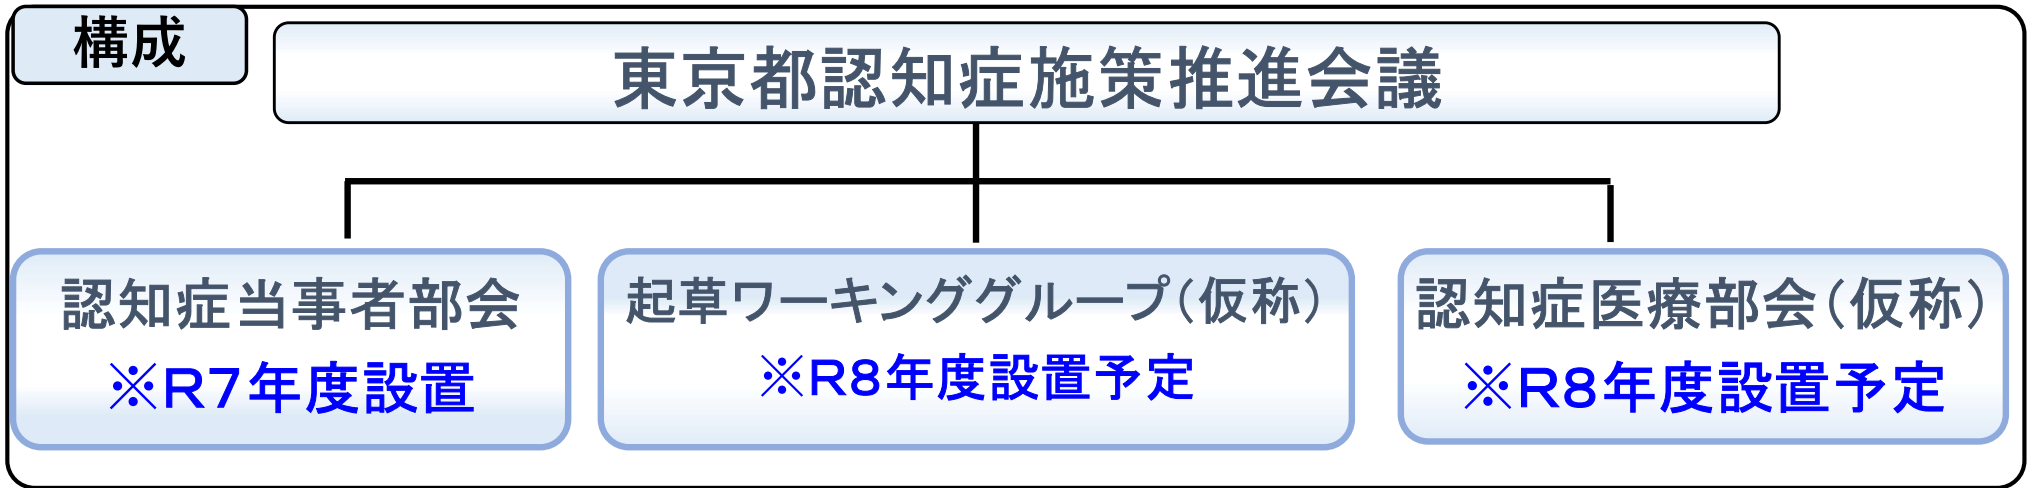 構成
東京都認知症施策推進会議
認知症当事者部会
※R7年度設置
起草ワーキンググループ（仮称）
※R8年度設置予定
認知症医療部会（仮称）
※R8年度設置予定